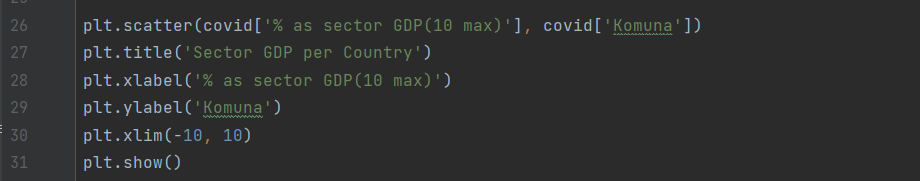 26 plt.scatter(covid['% as sector GDP(10 max)'], covid['Komuna'])
27 plt.title('Sector GDP per Country')
28 plt.xlabel('% as sector GDP(10 max)')
29 plt.ylabel('Komuna')
30 plt.xlim(-10, 10)
31 plt.show()